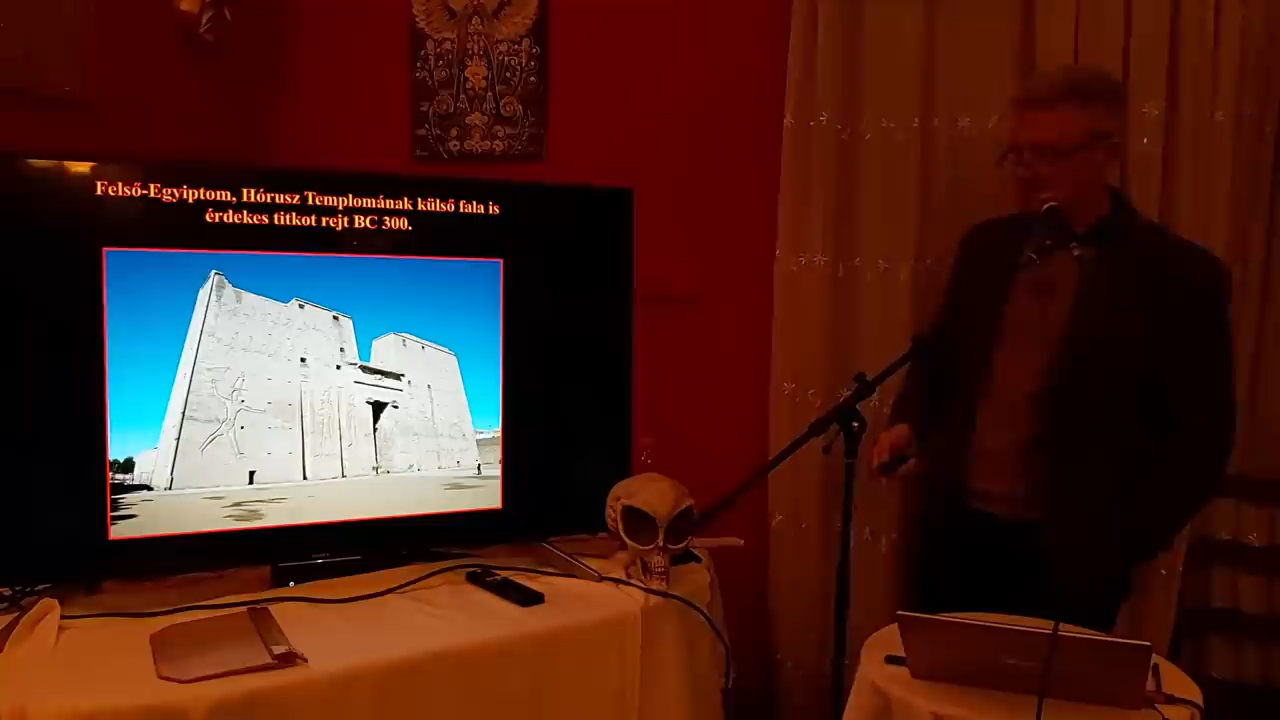 Felső-Egyiptom, Hórusz Templomának külső fala is
érdekes titkot rejt BC 300.